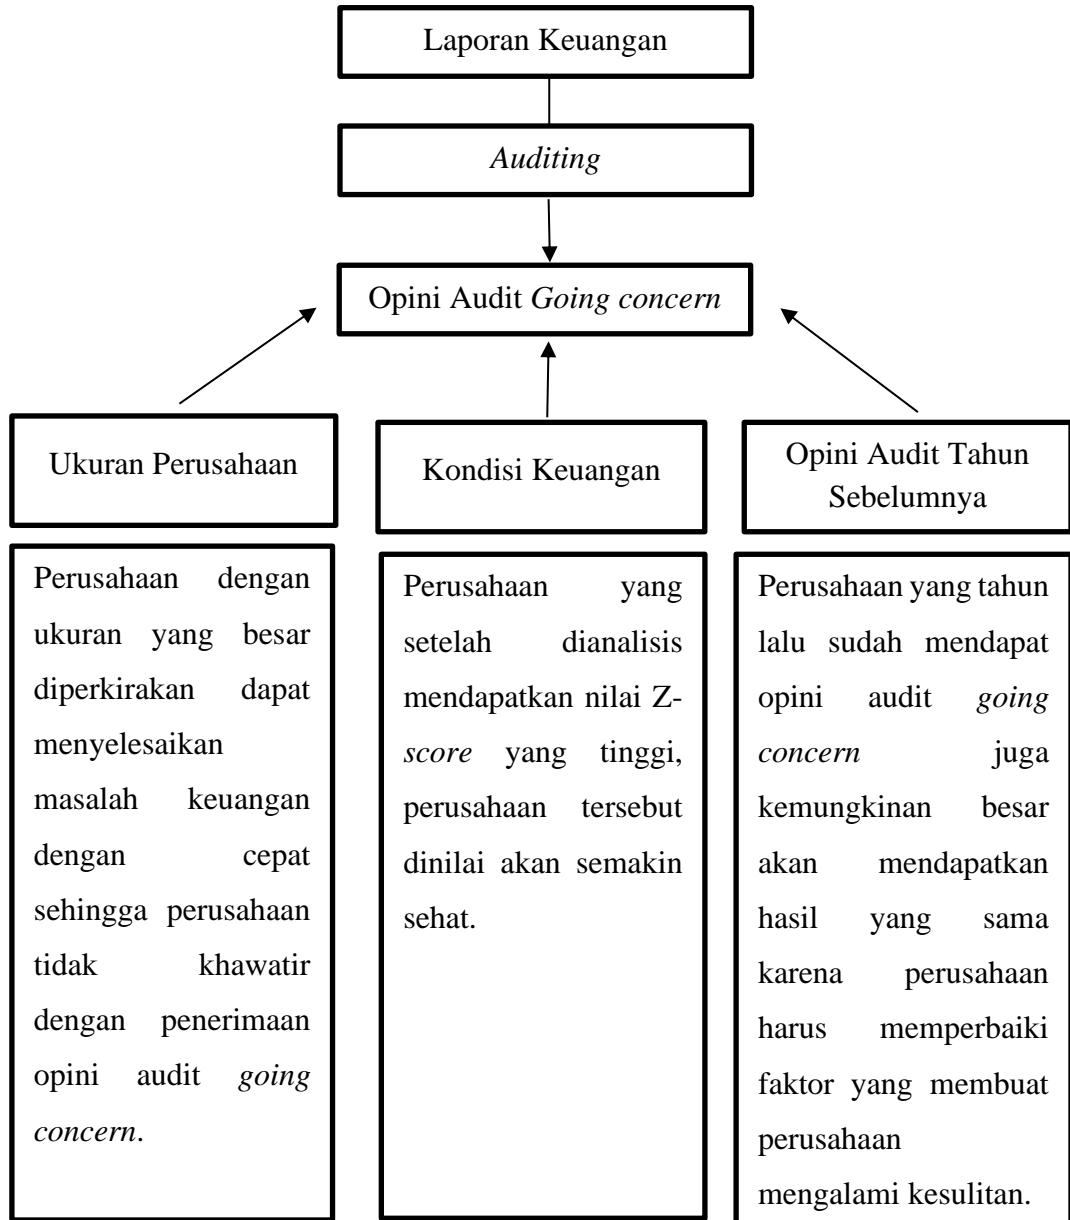 Laporan Keuangan
Auditing
Opini Audit Going concern
Ukuran Perusahaan
Kondisi Keuangan
Opini Audit Tahun
Sebelumnya
Perusahaan dengan
ukuran yang besar
diperkirakan dapat
menyelesaikan
masalah keuangan
dengan cepat
sehingga perusahaan
tidak khawatir
dengan penerimaan
opini audit going
concern.
Perusahaan yang
setelah dianalisis
mendapatkan nilai Z-
score yang tinggi,
perusahaan tersebut
dinilai akan semakin
sehat.
Perusahaan yang tahun
lalu sudah mendapat
opini audit going
concern juga
kemungkinan besar
akan mendapatkan
hasil yang sama
karena perusahaan
harus memperbaiki
faktor yang membuat
perusahaan
mengalami kesulitan.